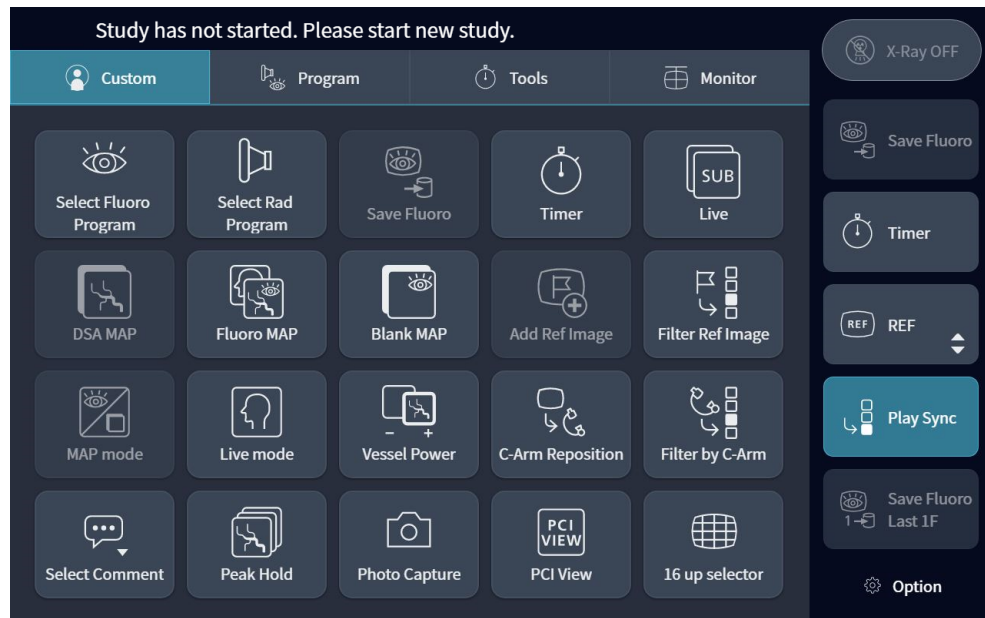 Study has not started. Please start new study.
X-Ray OFF
Custom
Program
Tools
Monitor
Select Fluoro
Program
Select Rad
Program
Save Fluoro
Timer
SUB
Live
DSA MAP
Fluoro MAP
Blank MAP
Add Ref Image
Filter Ref Image
MAP mode
Live mode
- +
Vessel Power
C-Arm Reposition
Filter by C-Arm
Select Comment
Peak Hold
Photo Capture
PCI
VIEW
PCI View
16 up selector
Save Fluoro
Timer
REF
REF
Play Sync
1
Save Fluoro
Last 1F
Option